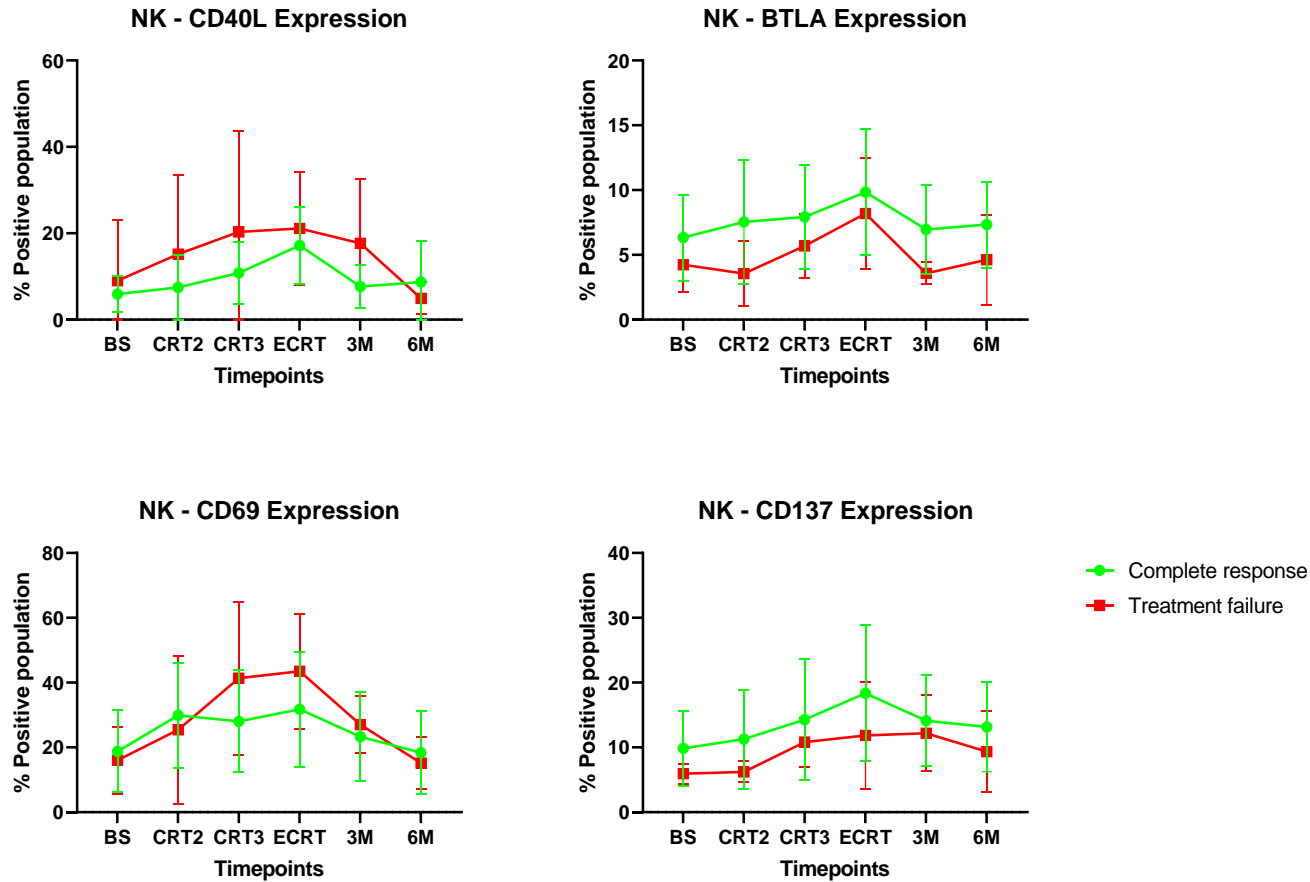 NK - CD40L Expression
% Positive population
60
40
20
0
BS CRT2 CRT3 ECRT 3M 6M
Timepoints
NK - BTLA Expression
% Positive population
20
15
10
5
0
BS CRT2 CRT3 ECRT 3M 6M
Timepoints
NK - CD69 Expression
% Positive population
80
60
40
20
0
BS CRT2 CRT3 ECRT 3M 6M
Timepoints
NK - CD137 Expression
% Positive population
40
30
20
10
0
BS CRT2 CRT3 ECRT 3M 6M
Timepoints
Complete response
Treatment failure